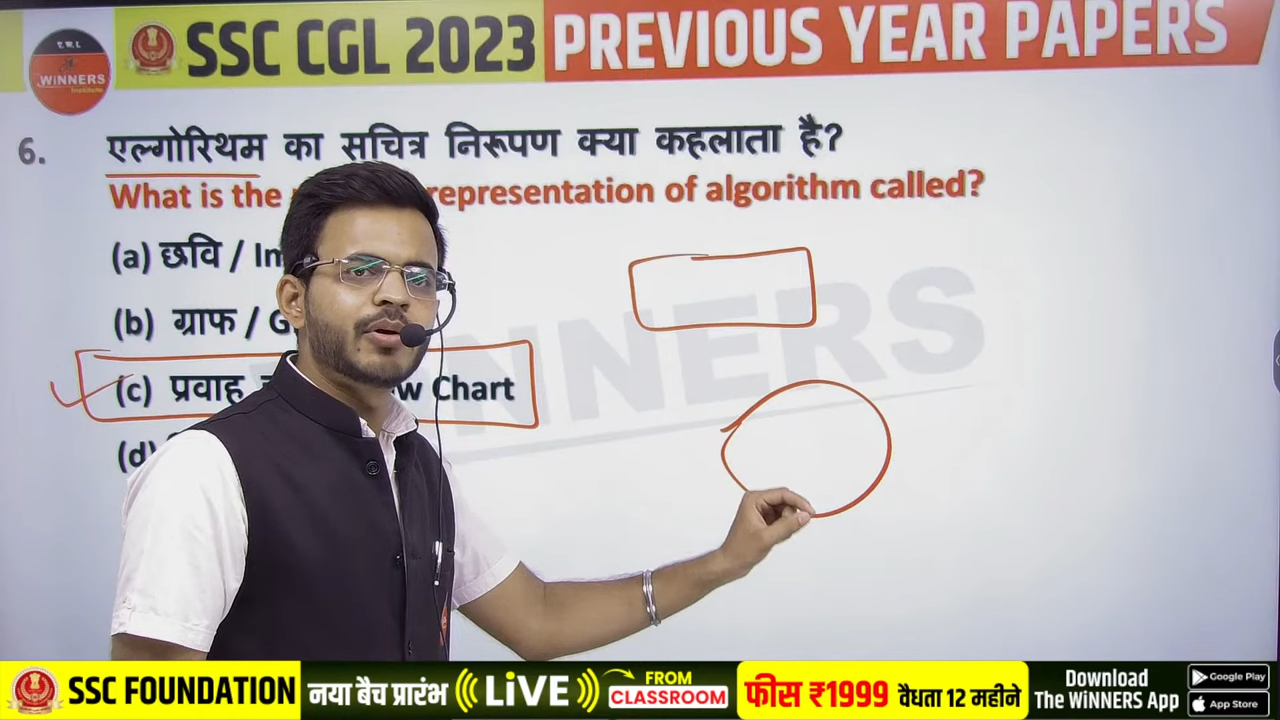 SSC CGL 2023 PREVIOUS YEAR PAPERS
ए.म.ı.
WiNNERS
Institute
6. एल्गोरिथम का सचित्र निरूपण क्या कहलाता है?
What is the representation of algorithm called?
(a) छवि /
(b) ग्राफ /
(c) प्रवाह Chart
(d)
WINNERS
SSC FOUNDATION नया बैच प्रारंभ LiVE FROM CLASSROOM फीस ₹1999 वैधता 12 महीने Download The WiNNERS App Google Play App Store